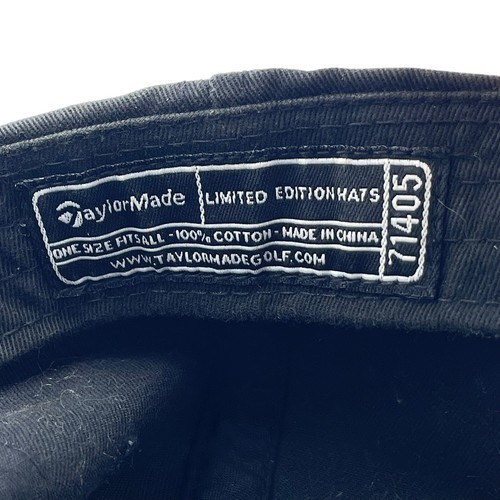 TaylorMade
LIMITED EDITION HATS
ONE SIZE FITS ALL - 100% COTTON - MADE IN CHINA
WWW.TAYLORMADEGOLF.COM
71405